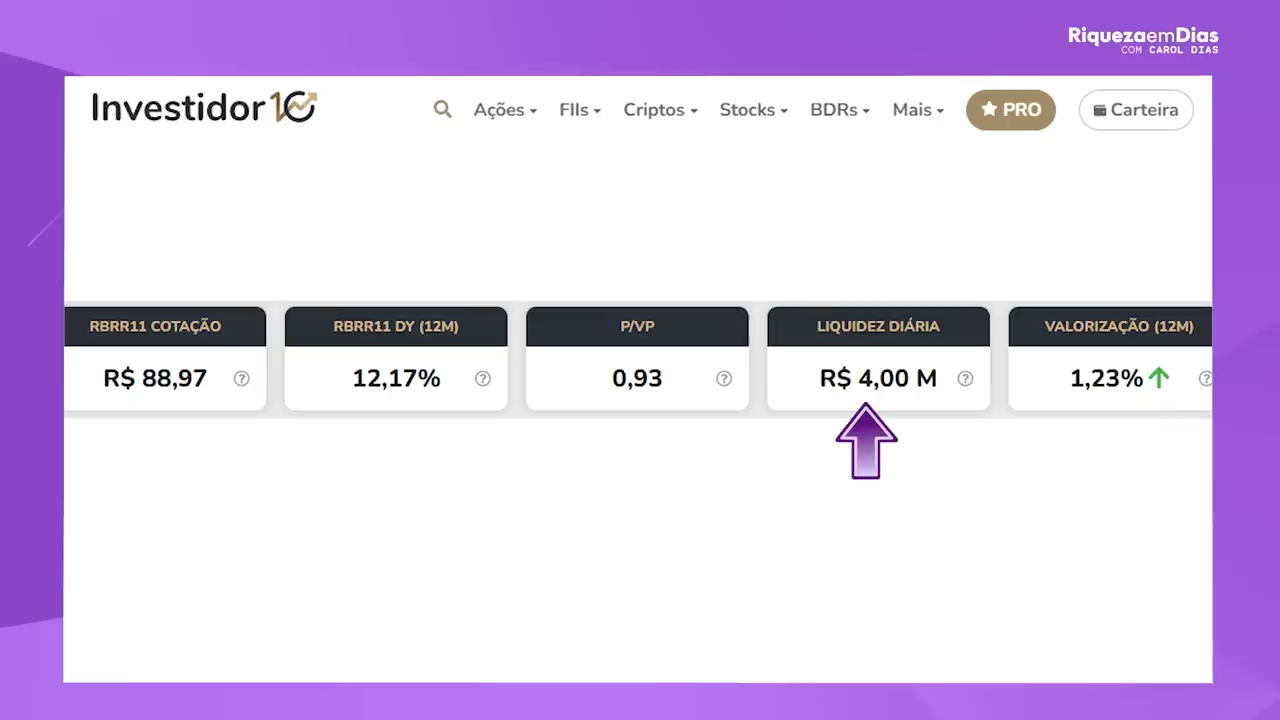 RiquezaemDias
COM CAROL DIAS
Investidor10
Ações FIIs Criptos Stocks BDRs Mais PRO Carteira
RBRR11 COTAÇÃO RBRR11 DY (12M) P/VP LIQUIDEZ DIÁRIA VALORIZAÇÃO (12M)
R$ 88,97 ? 12,17% ? 0,93 ? R$ 4,00 M ? 1,23% ?